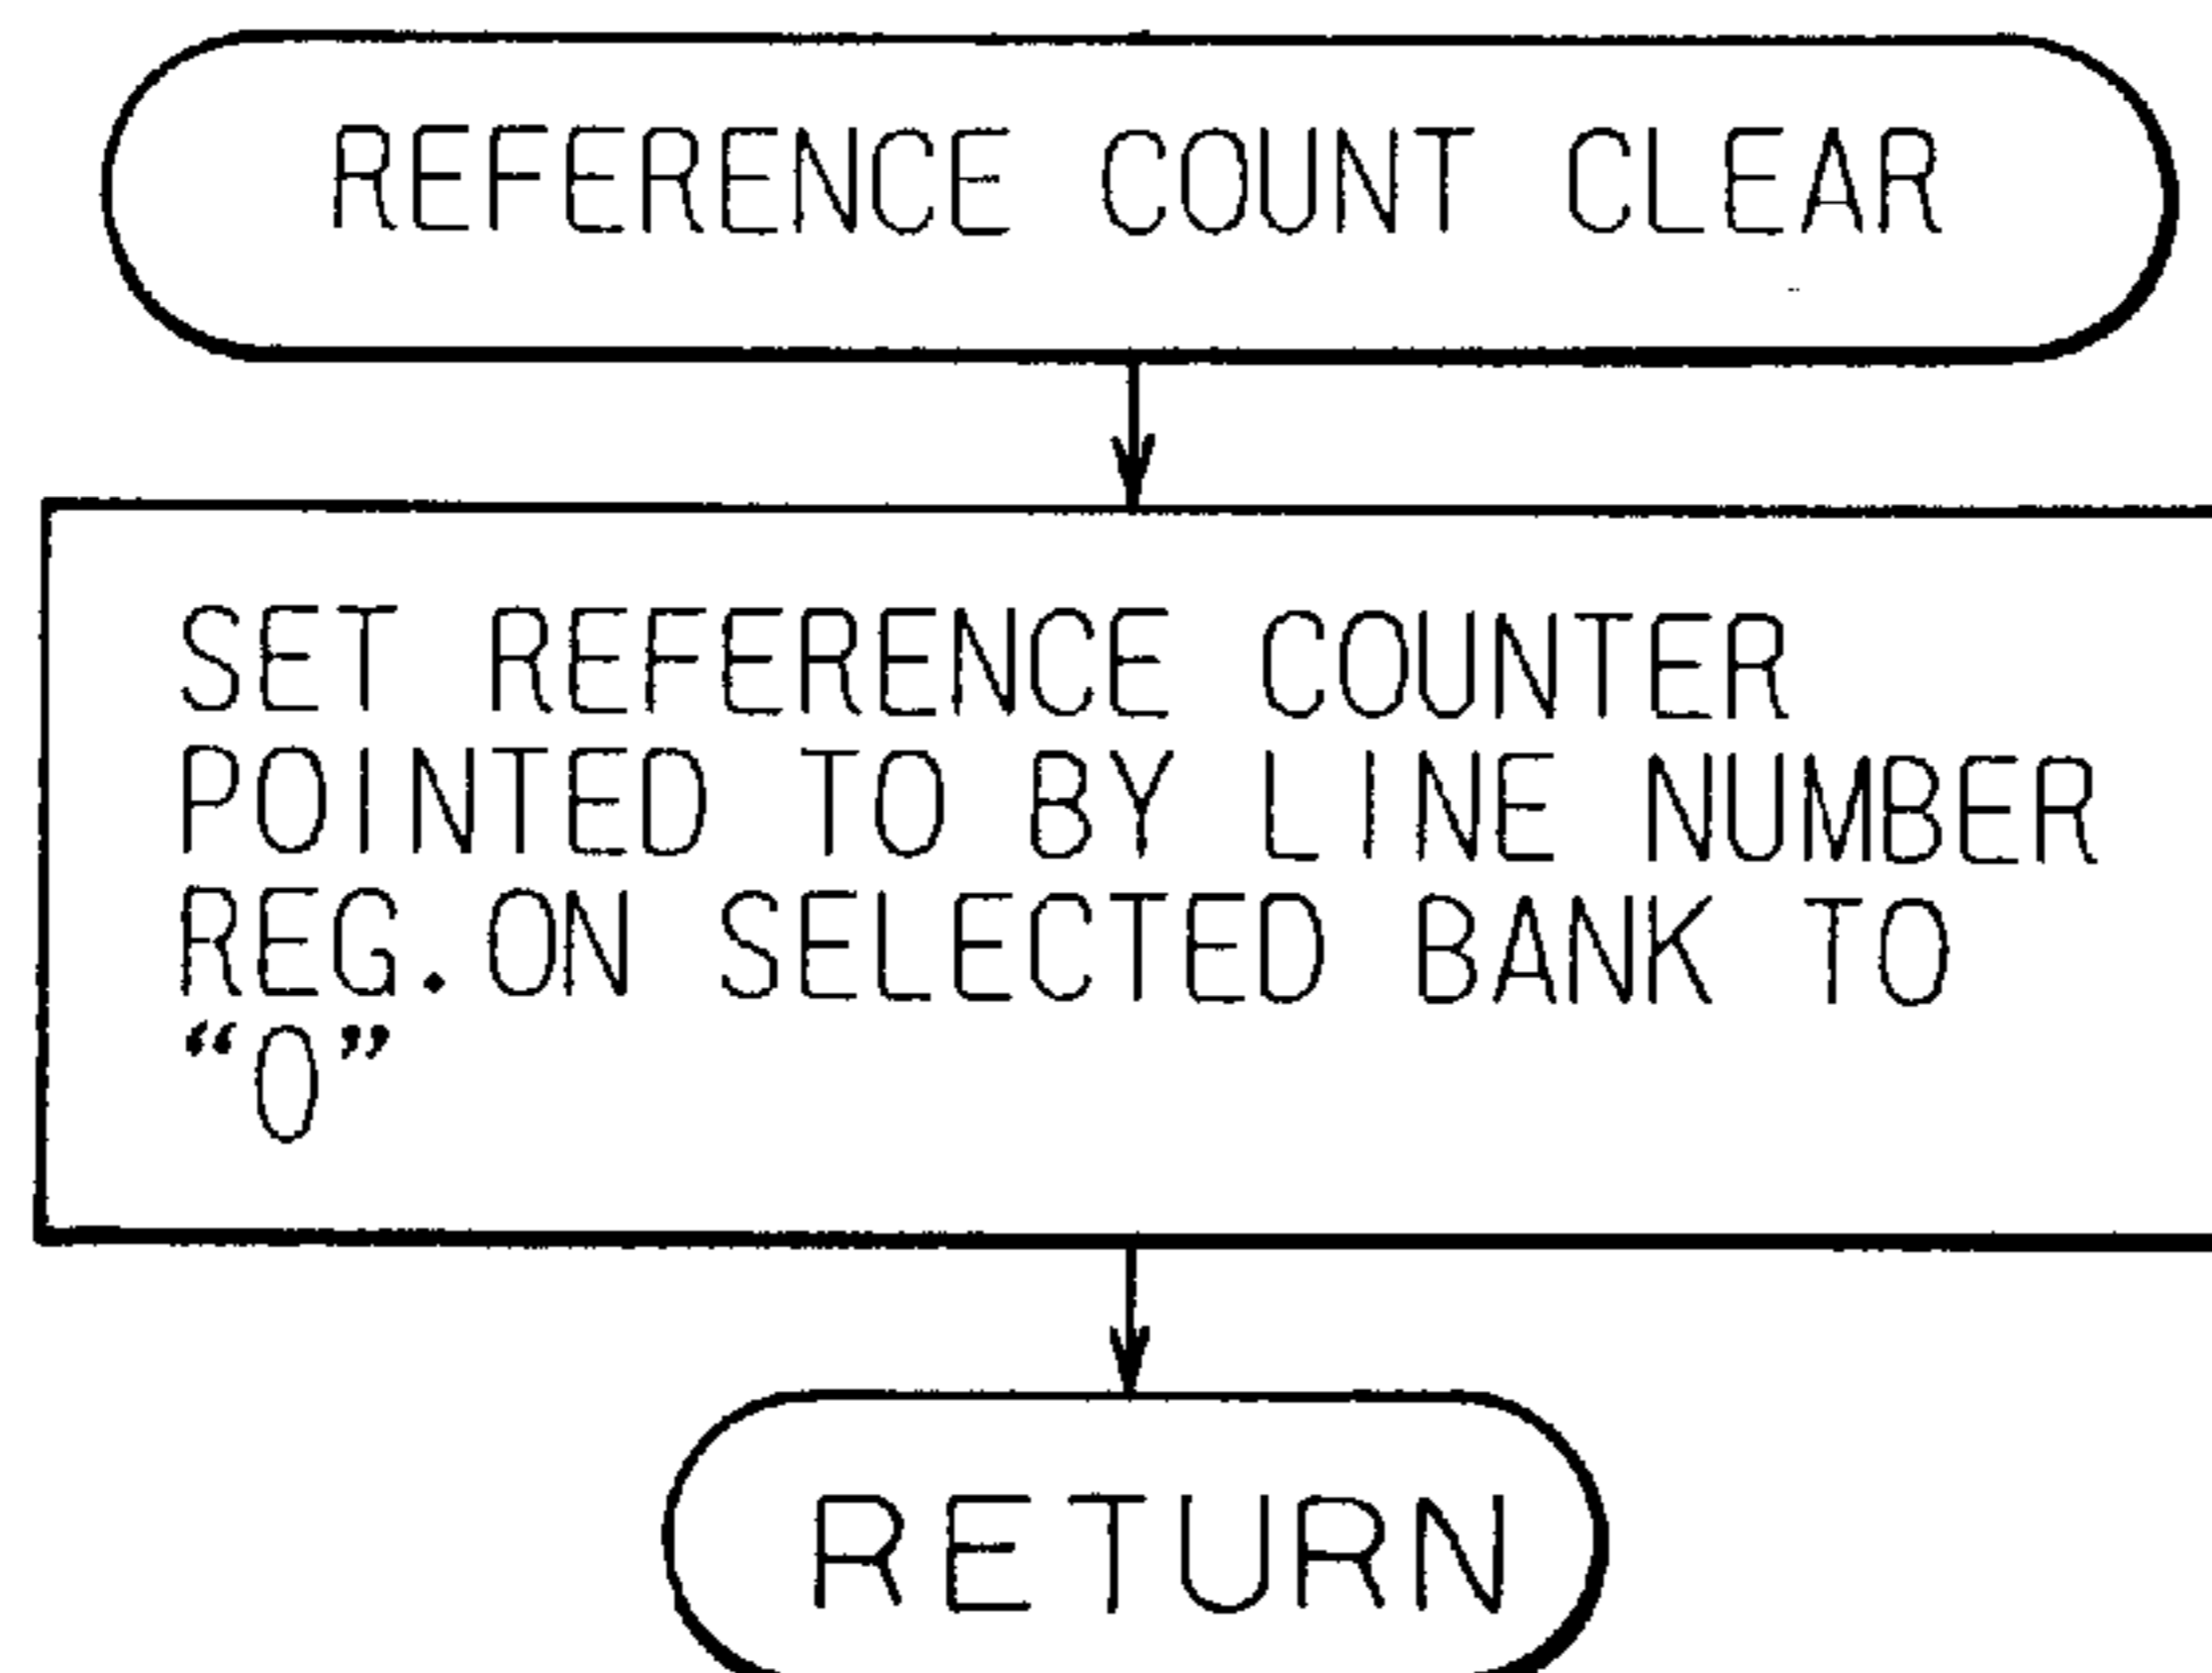 REFERENCE COUNT CLEAR
SET REFERENCE COUNTER
POINTED TO BY LINE NUMBER
REG.ON SELECTED BANK TO
“0”
RETURN